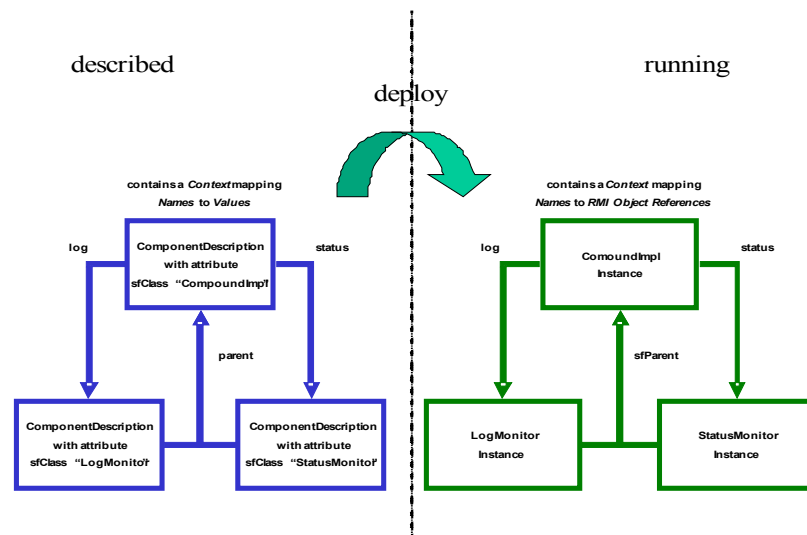 described
running
deploy
contains a Context mapping
Names to Values
contains a Context mapping
Names to RMI Object References
log
ComponentDescription
with attribute
sfClass "CompoundImpl"
status
log
ComoundImpl
Instance
status
parent
sfParent
ComponentDescription
with attribute
sfClass "LogMonitor"
ComponentDescription
with attribute
sfClass "StatusMonitor"
LogMonitor
Instance
StatusMonitor
Instance